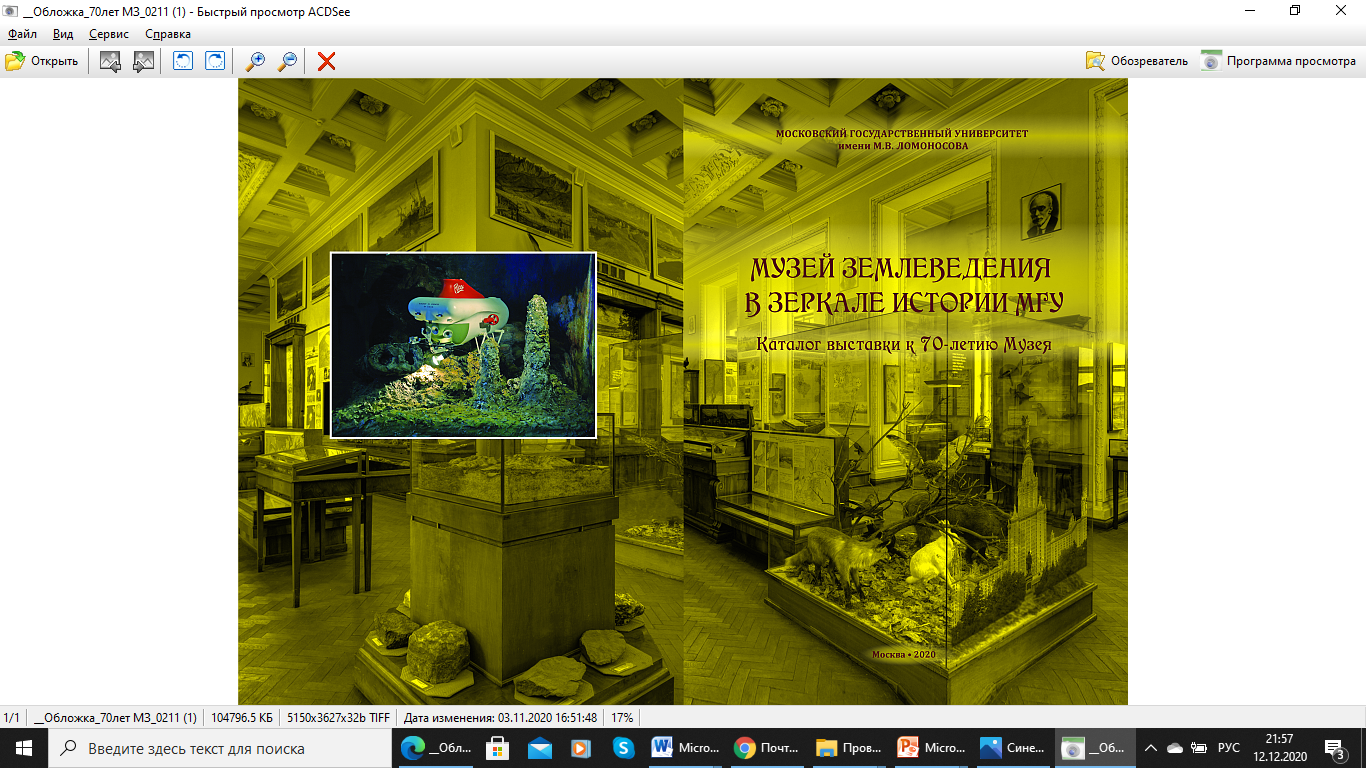 __Обложка_70лет МЗ_0211 (1) - Быстрый просмотр ACDSee
Файл Вид Сервис Справка
Открыть
Обозреватель
Программа просмотра
МОСКОВСКИЙ ГОСУДАРСТВЕННЫЙ УНИВЕРСИТЕТ
имени М.В. ЛОМОНОСОВА
МУЗЕЙ ЗЕМЛЕВЕДЕНИЯ
В ЗЕРКАЛЕ ИСТОРИИ МГУ
Каталог выставки к 70-летию Музея
Москва • 2020
1/1 __Обложка_70лет МЗ_0211 (1) 104796.5 КБ 5150x3627x32b TIFF Дата изменения: 03.11.2020 16:51:48 17%
Введите здесь текст для поиска
__Обл...
Micro...
Почт...
Пров...
Micro...
Сине...
__Об...
РУС
21:57
12.12.2020
3